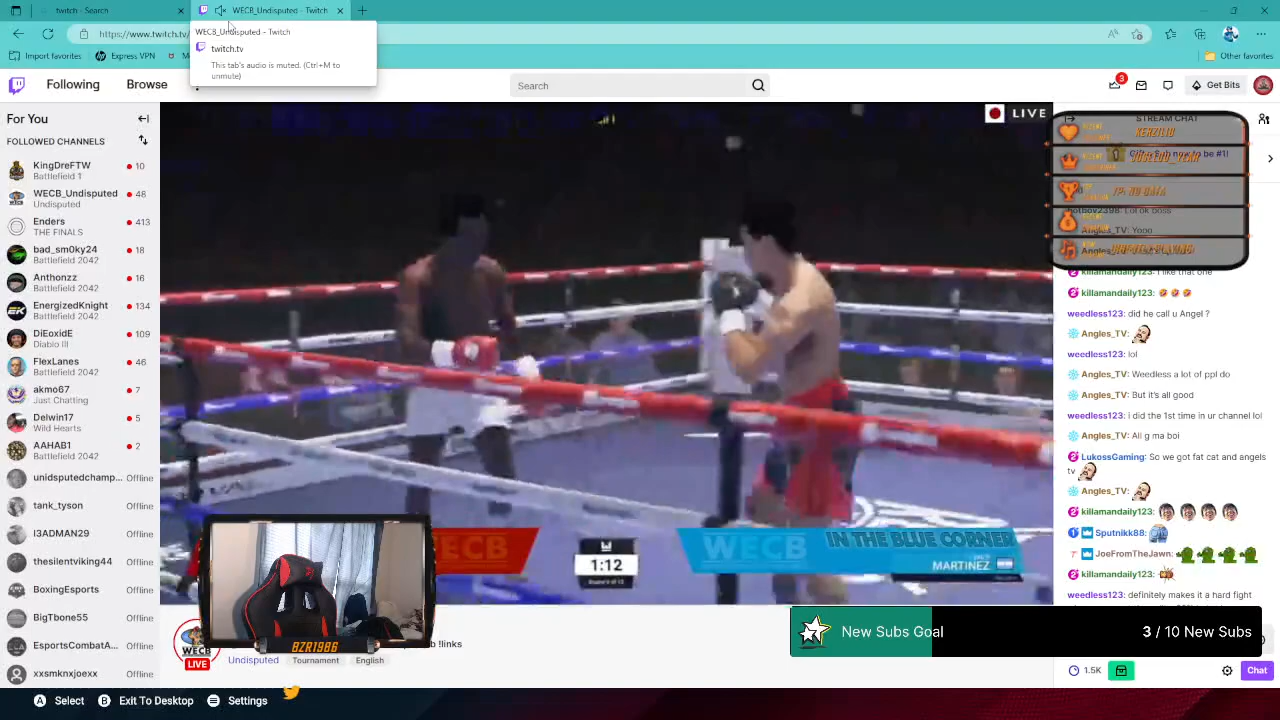 twitch - Search
WECB_Undisputed - Twitch
https://www.twitch.tv/
WECB_Undisputed - Twitch
twitch.tv
This tab's audio is muted. (Ctrl+M to
unmute)
Import favorites
Express VPN
Other favorites
Following
Browse
Search
3
Get Bits
For You
FOLLOWED CHANNELS
KingDreFTW
10
Battlefield 1
WECB_Undisputed
48
Undisputed
Enders
413
THE FINALS
bad_sm0ky24
18
Battlefield 2042
Anthonzz
16
Battlefield 2042
EnergizedKnight
134
Battlefield 2042
DiEoxidE
109
Diablo III
FlexLanes
46
Battlefield 2042
akmo67
7
Just Chatting
Delwin17
5
Wild Hearts
AAHAB1
2
Battlefield 2042
unidsputedchamp...
Offline
tank_tyson
Offline
I3ADMAN29
Offline
thesilentviking44
Offline
BoxingEsports
Offline
BigTbone55
Offline
EsportsCombatA...
Offline
xxsmknxjoexx
Offline
LIVE
STREAM CHAT
Angles_TV: Yooo
killamandaily123: I like that one
killamandaily123:
weedless123: did he call u Angel ?
Angles_TV:
weedless123: lol
Angles_TV: Weedless a lot of ppl do
Angles_TV: But it's all good
weedless123: i did the 1st time in ur channel lol
Angles_TV: All g ma boi
LukossGaming: So we got fat cat and angels
tv
Angles_TV:
killamandaily123:
Sputnikk88:
JoeFromTheJawn:
killamandaily123:
weedless123: definitely makes it a hard fight
ECB
1:12
WECB
IN THE BLUE CORNER
MARTINEZ
BZR1986
WECB
LIVE
!links
Undisputed
Tournament
English
New Subs Goal
3 / 10 New Subs
1.5K
Chat
A Select
B Exit To Desktop
Settings